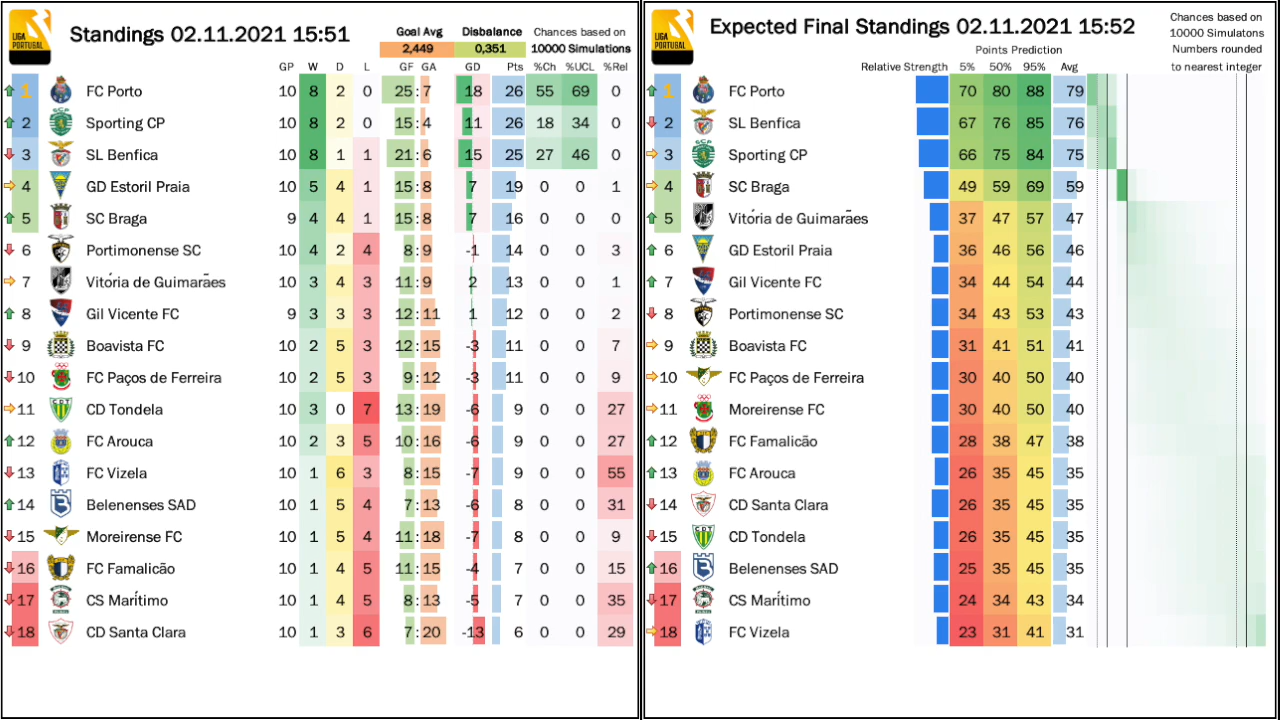 LIGA
PORTUGAL
Standings 02.11.2021 15:51
Goal Avg Disbalance Chances based on
2,449 0,351 10000 Simulations
GP W D L GF GA GD Pts %Ch %UCL %Rel
1 FC Porto 10 8 2 0 25:7 18 26 55 69 0
2 Sporting CP 10 8 2 0 15:4 11 26 18 34 0
3 SL Benfica 10 8 1 1 21:6 15 25 27 46 0
4 GD Estoril Praia 10 5 4 1 15:8 7 19 0 0 1
5 SC Braga 9 4 4 1 15:8 7 16 0 0 0
6 Portimonense SC 10 4 2 4 8:9 -1 14 0 0 3
7 Vitória de Guimarães 10 3 4 3 11:9 2 13 0 0 1
8 Gil Vicente FC 9 3 3 3 12:11 1 12 0 0 2
9 Boavista FC 10 2 5 3 12:15 -3 11 0 0 7
10 FC Paços de Ferreira 10 2 5 3 9:12 -3 11 0 0 9
11 CD Tondela 10 3 0 7 13:19 -6 9 0 0 27
12 FC Arouca 10 2 3 5 10:16 -6 9 0 0 27
13 FC Vizela 10 1 6 3 8:15 -7 9 0 0 55
14 Belenenses SAD 10 1 5 4 7:13 -6 8 0 0 31
15 Moreirense FC 10 1 5 4 11:18 -7 8 0 0 9
16 FC Famalicão 10 1 4 5 11:15 -4 7 0 0 15
17 CS Marítimo 10 1 4 5 8:13 -5 7 0 0 35
18 CD Santa Clara 10 1 3 6 7:20 -13 6 0 0 29
LIGA
PORTUGAL
Expected Final Standings 02.11.2021 15:52
Chances based on
10000 Simulatons
Numbers rounded
to nearest integer
Points Prediction
Relative Strength 5% 50% 95% Avg
1 FC Porto 70 80 88 79
2 SL Benfica 67 76 85 76
3 Sporting CP 66 75 84 75
4 SC Braga 49 59 69 59
5 Vitória de Guimarães 37 47 57 47
6 GD Estoril Praia 36 46 56 46
7 Gil Vicente FC 34 44 54 44
8 Portimonense SC 34 43 53 43
9 Boavista FC 31 41 51 41
10 FC Paços de Ferreira 30 40 50 40
11 Moreirense FC 30 40 50 40
12 FC Famalicão 28 38 47 38
13 FC Arouca 26 35 45 35
14 CD Santa Clara 26 35 45 35
15 CD Tondela 26 35 45 35
16 Belenenses SAD 25 35 45 35
17 CS Marítimo 24 34 43 34
18 FC Vizela 23 31 41 31